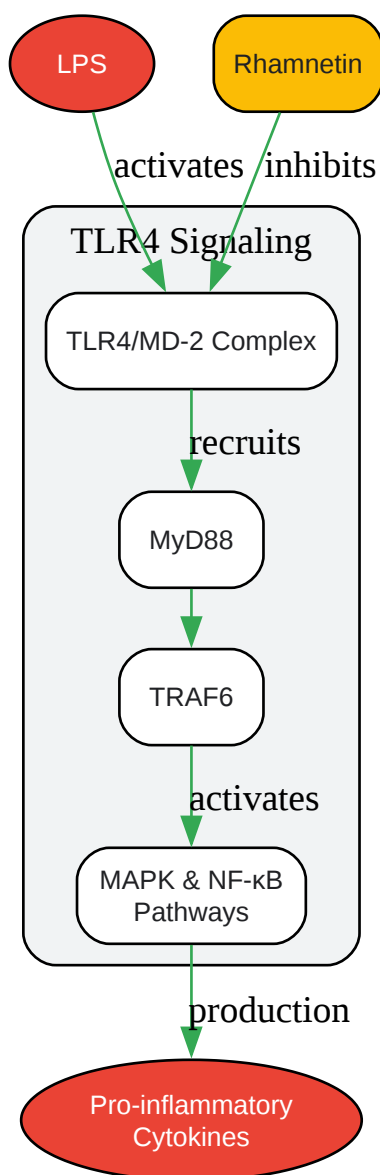 LPS
Rhamnetin
activates
inhibits
TLR4 Signaling
TLR4/MD-2 Complex
recruits
MyD88
TRAF6
activates
MAPK & NF-κB
Pathways
production
Pro-inflammatory
Cytokines